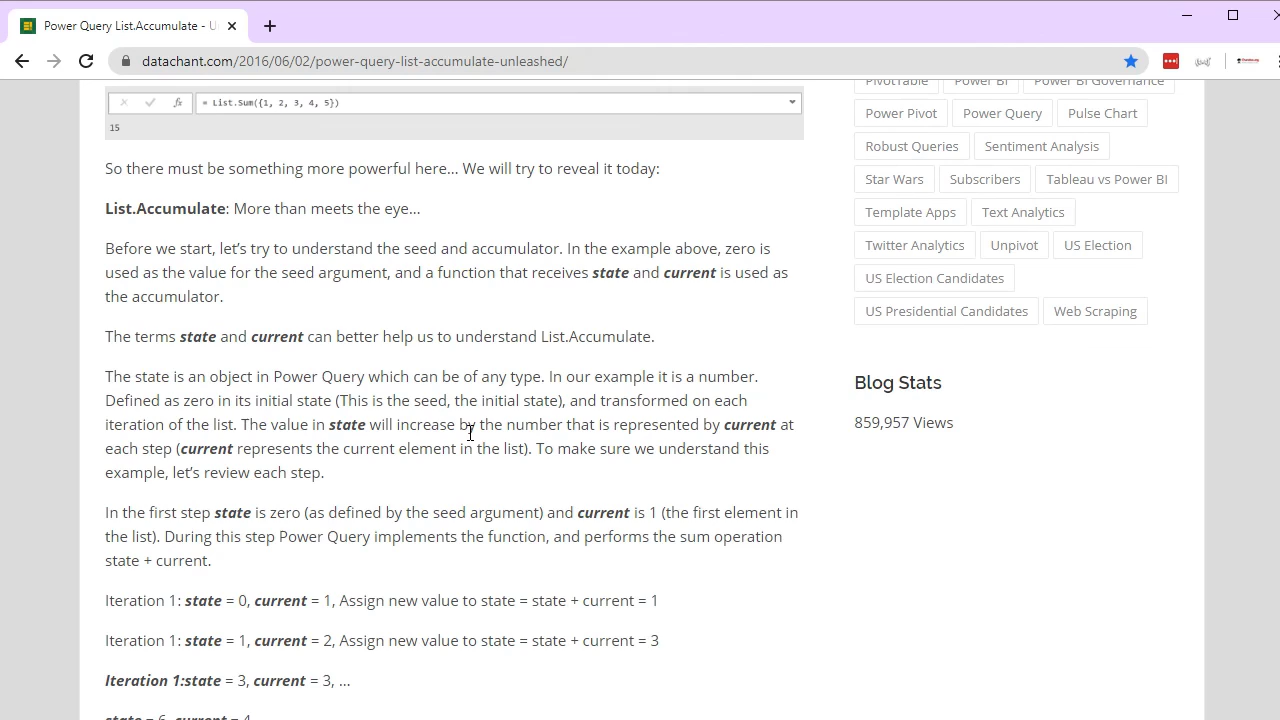 Power Query List.Accumulate - U
datachant.com/2016/06/02/power-query-list-accumulate-unleashed/
fx = List.Sum({1, 2, 3, 4, 5})
15
So there must be something more powerful here… We will try to reveal it today:
List.Accumulate: More than meets the eye…
Before we start, let's try to understand the seed and accumulator. In the example above, zero is
used as the value for the seed argument, and a function that receives state and current is used as
the accumulator.
The terms state and current can better help us to understand List.Accumulate.
The state is an object in Power Query which can be of any type. In our example it is a number.
Defined as zero in its initial state (This is the seed, the initial state), and transformed on each
iteration of the list. The value in state will increase by the number that is represented by current at
each step (current represents the current element in the list). To make sure we understand this
example, let's review each step.
In the first step state is zero (as defined by the seed argument) and current is 1 (the first element in
the list). During this step Power Query implements the function, and performs the sum operation
state + current.
Iteration 1: state = 0, current = 1, Assign new value to state = state + current = 1
Iteration 1: state = 1, current = 2, Assign new value to state = state + current = 3
Iteration 1:state = 3, current = 3, …
state = 6, current = 4
PivotTable Power BI Power BI Governance
Power Pivot Power Query Pulse Chart
Robust Queries Sentiment Analysis
Star Wars Subscribers Tableau vs Power BI
Template Apps Text Analytics
Twitter Analytics Unpivot US Election
US Election Candidates
US Presidential Candidates Web Scraping
Blog Stats
859,957 Views